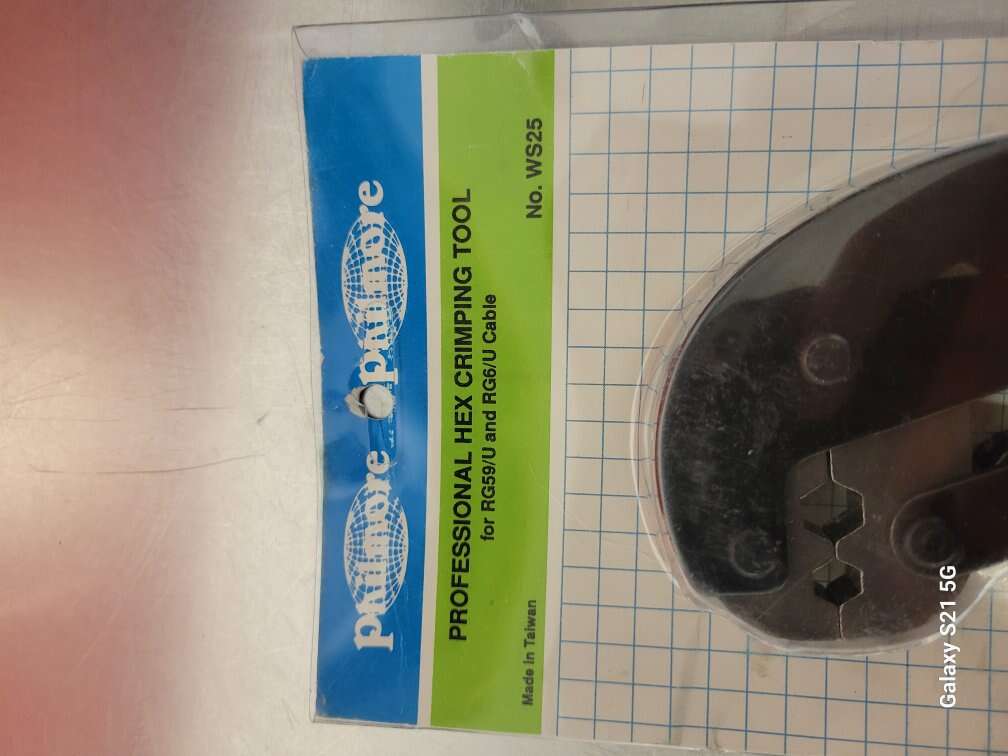 philmore philmore
PROFESSIONAL HEX CRIMPING TOOL
for RG59/U and RG6/U Cable
Made in Taiwan No. WS25
Galaxy S21 5G